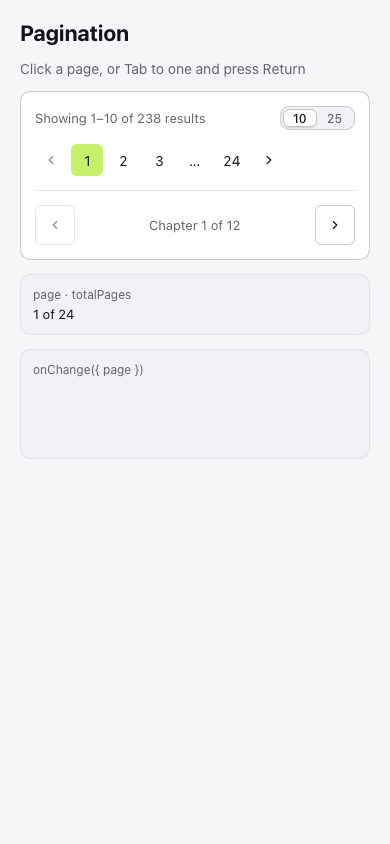 Pagination
Click a page, or Tab to one and press Return
Showing 1–10 of 238 results 10 25
1 2 3 … 24
Chapter 1 of 12
page · totalPages
1 of 24
onChange({ page })